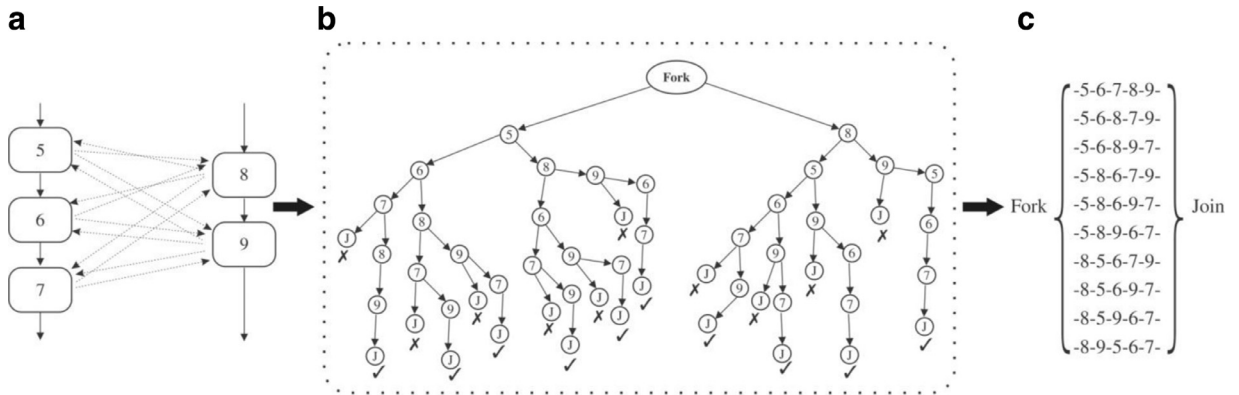 a
5
6
7
8
9
b
Fork
5 8
6 8 9 6 5 9 5
7 8 6 J 7 6 9 J 6
✗ ✗
J 8 7 9 7 9 7 J 7 9 J 6 7
✗ ✓ ✗
9 J 9 J 7 J 9 J J J 9 J 7 7 J
✗ ✗ ✗ ✗ ✓ ✗ ✗ ✓
J J J J J J J
✓ ✓ ✓ ✓ ✓ ✓ ✓
c
Fork
-5-6-7-8-9-
-5-6-8-7-9-
-5-6-8-9-7-
-5-8-6-7-9-
-5-8-6-9-7-
-5-8-9-6-7-
-8-5-6-7-9-
-8-5-6-9-7-
-8-5-9-6-7-
-8-9-5-6-7-
Join